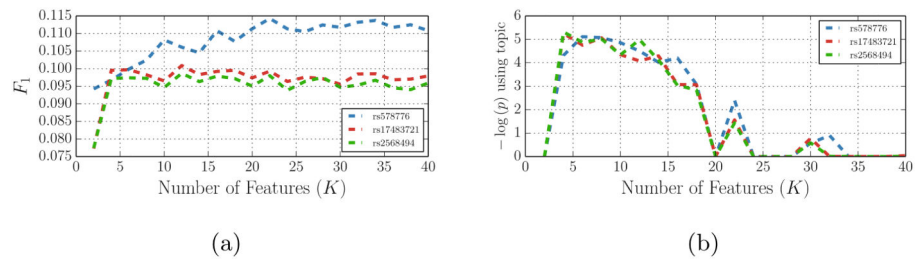 0.115
0.110
0.105
0.100
0.095
0.090
0.085
0.080
0.075
F1
0 5 10 15 20 25 30 35 40
Number of Features (K)
rs578776
rs17483721
rs2568494
(a)
6
5
4
3
2
1
0
− log (p) using topic
0 5 10 15 20 25 30 35 40
Number of Features (K)
rs578776
rs17483721
rs2568494
(b)